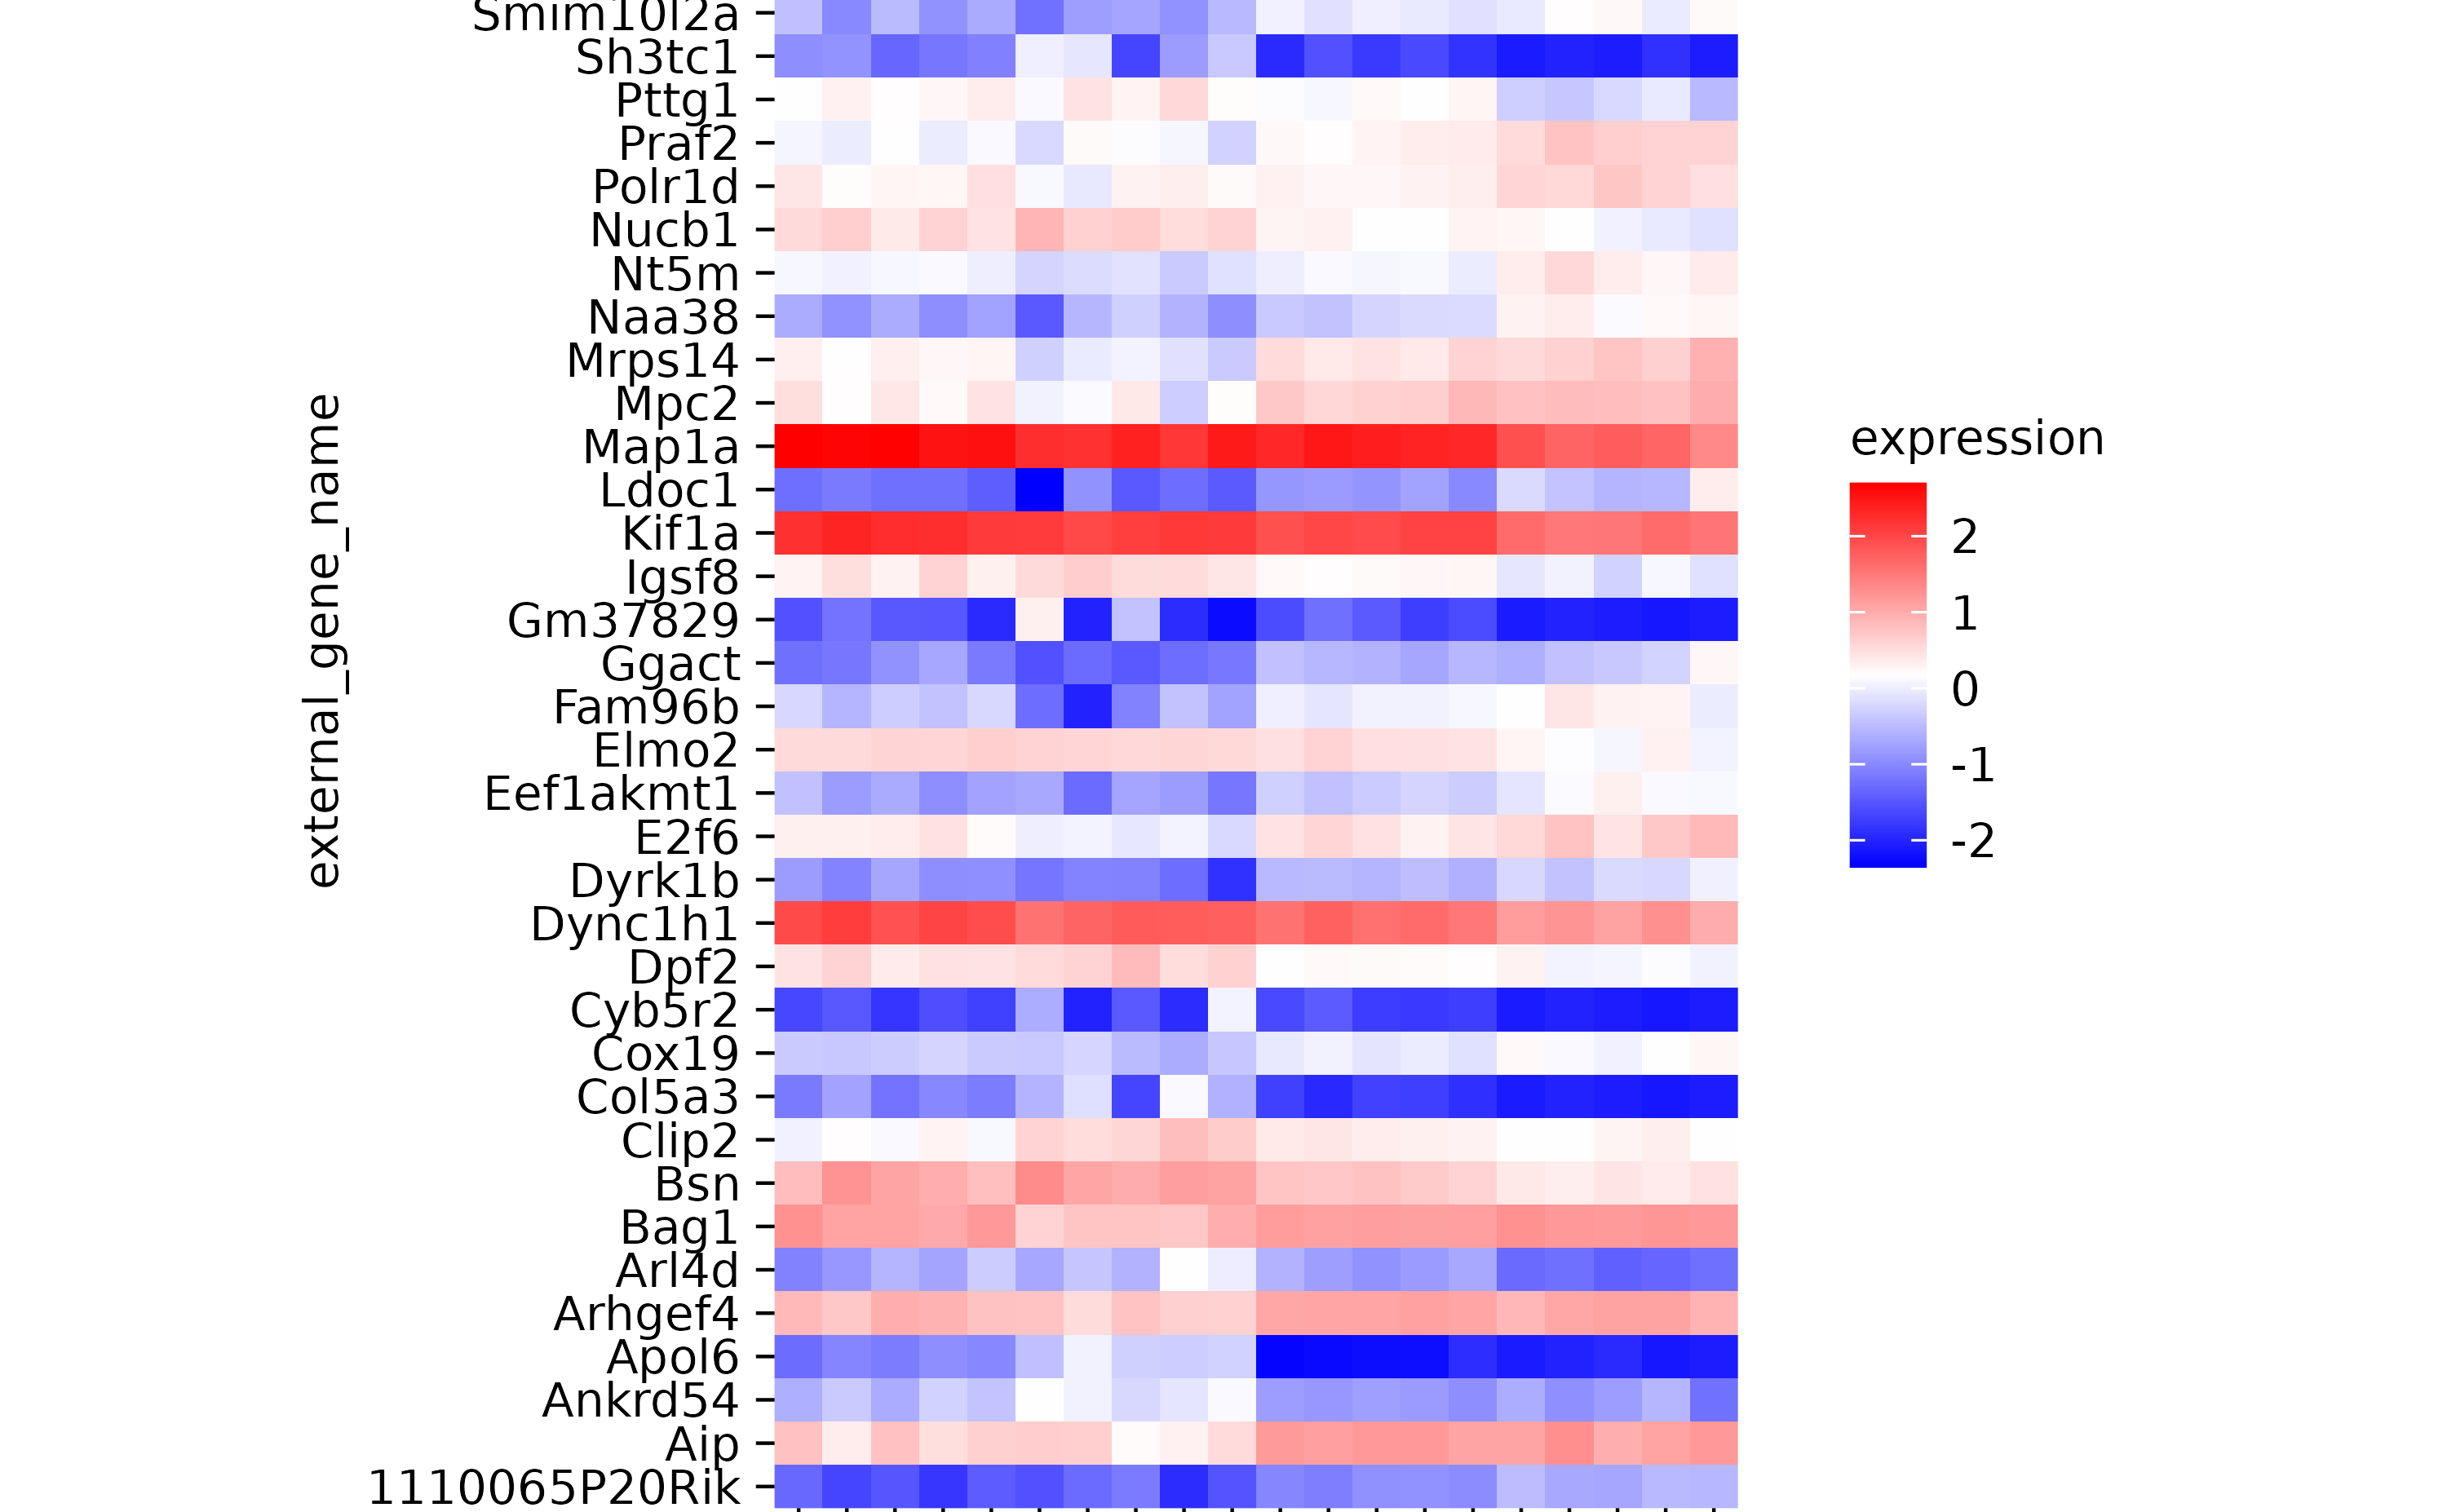 Smim10l2a
Sh3tc1
Pttg1
Praf2
Polr1d
Nucb1
Nt5m
Naa38
Mrps14
Mpc2
Map1a
Ldoc1
Kif1a
Igsf8
Gm37829
Ggact
Fam96b
Elmo2
Eef1akmt1
E2f6
Dyrk1b
Dync1h1
Dpf2
Cyb5r2
Cox19
Col5a3
Clip2
Bsn
Bag1
Arl4d
Arhgef4
Apol6
Ankrd54
Aip
1110065P20Rik
external_gene_name
expression
2
1
0
-1
-2